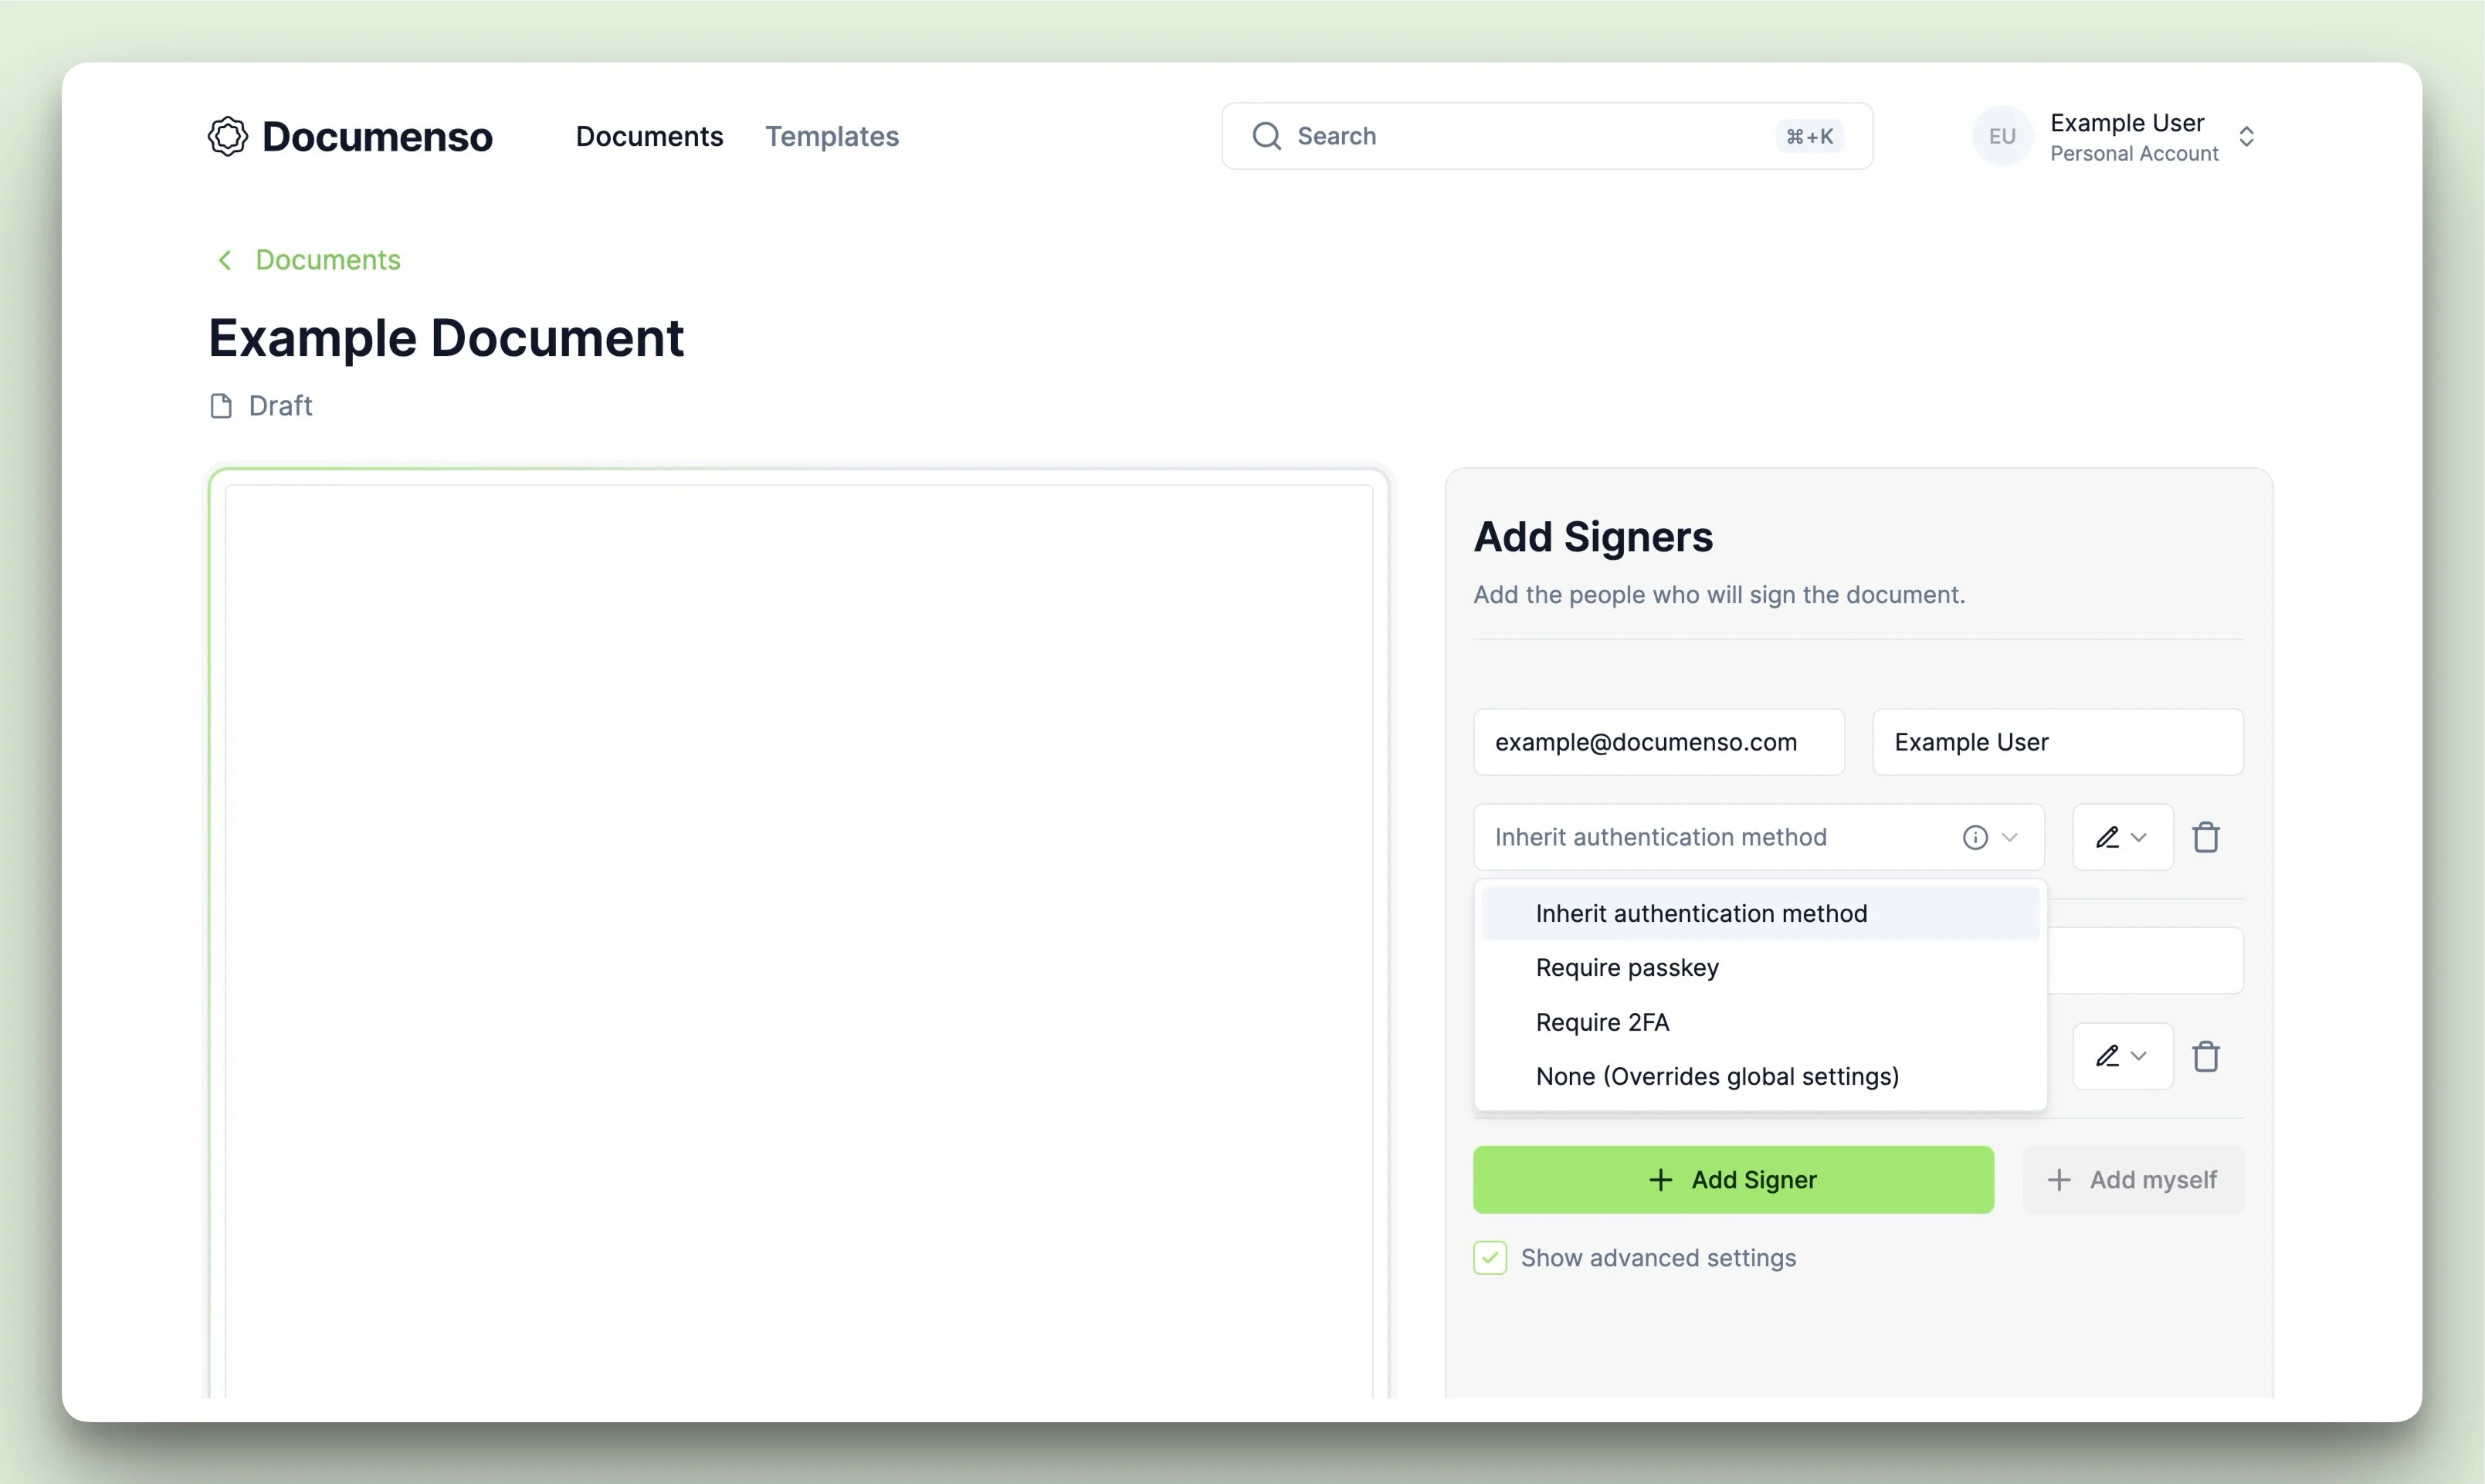 Documenso
Documents
Templates
Search
⌘+K
EU
Example User
Personal Account
Documents
Example Document
Draft
Add Signers
Add the people who will sign the document.
example@documenso.com
Example User
Inherit authentication method
Inherit authentication method
Require passkey
Require 2FA
None (Overrides global settings)
Add Signer
Add myself
Show advanced settings